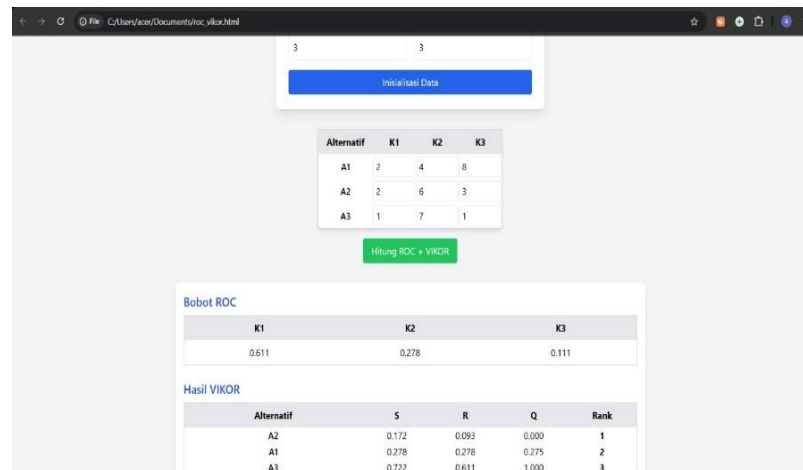 File C:/Users/acer/Documents/roc_vikor.html
3 3
Inisialisasi Data
Alternatif K1 K2 K3
A1 2 4 8
A2 2 6 3
A3 1 7 1
Hitung ROC + VIKOR
Bobot ROC
K1 K2 K3
0.611 0.278 0.111
Hasil VIKOR
Alternatif S R Q Rank
A2 0.172 0.093 0.000 1
A1 0.278 0.278 0.275 2
A3 0.722 0.611 1.000 3